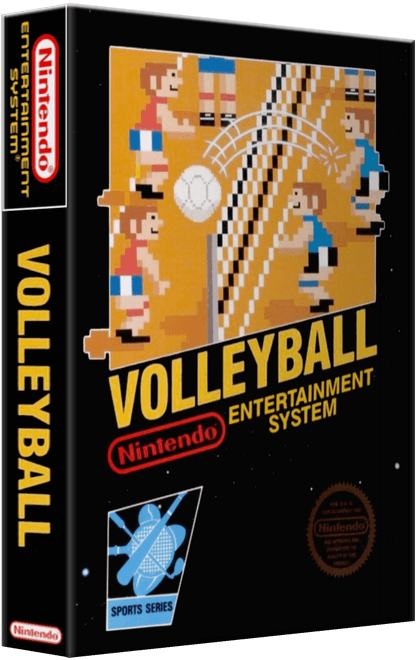 Nintendo®
ENTERTAINMENT
SYSTEM®
VOLLEYBALL
Nintendo
VOLLEYBALL
ENTERTAINMENT
SYSTEM
Nintendo®
SPORTS SERIES
Nintendo